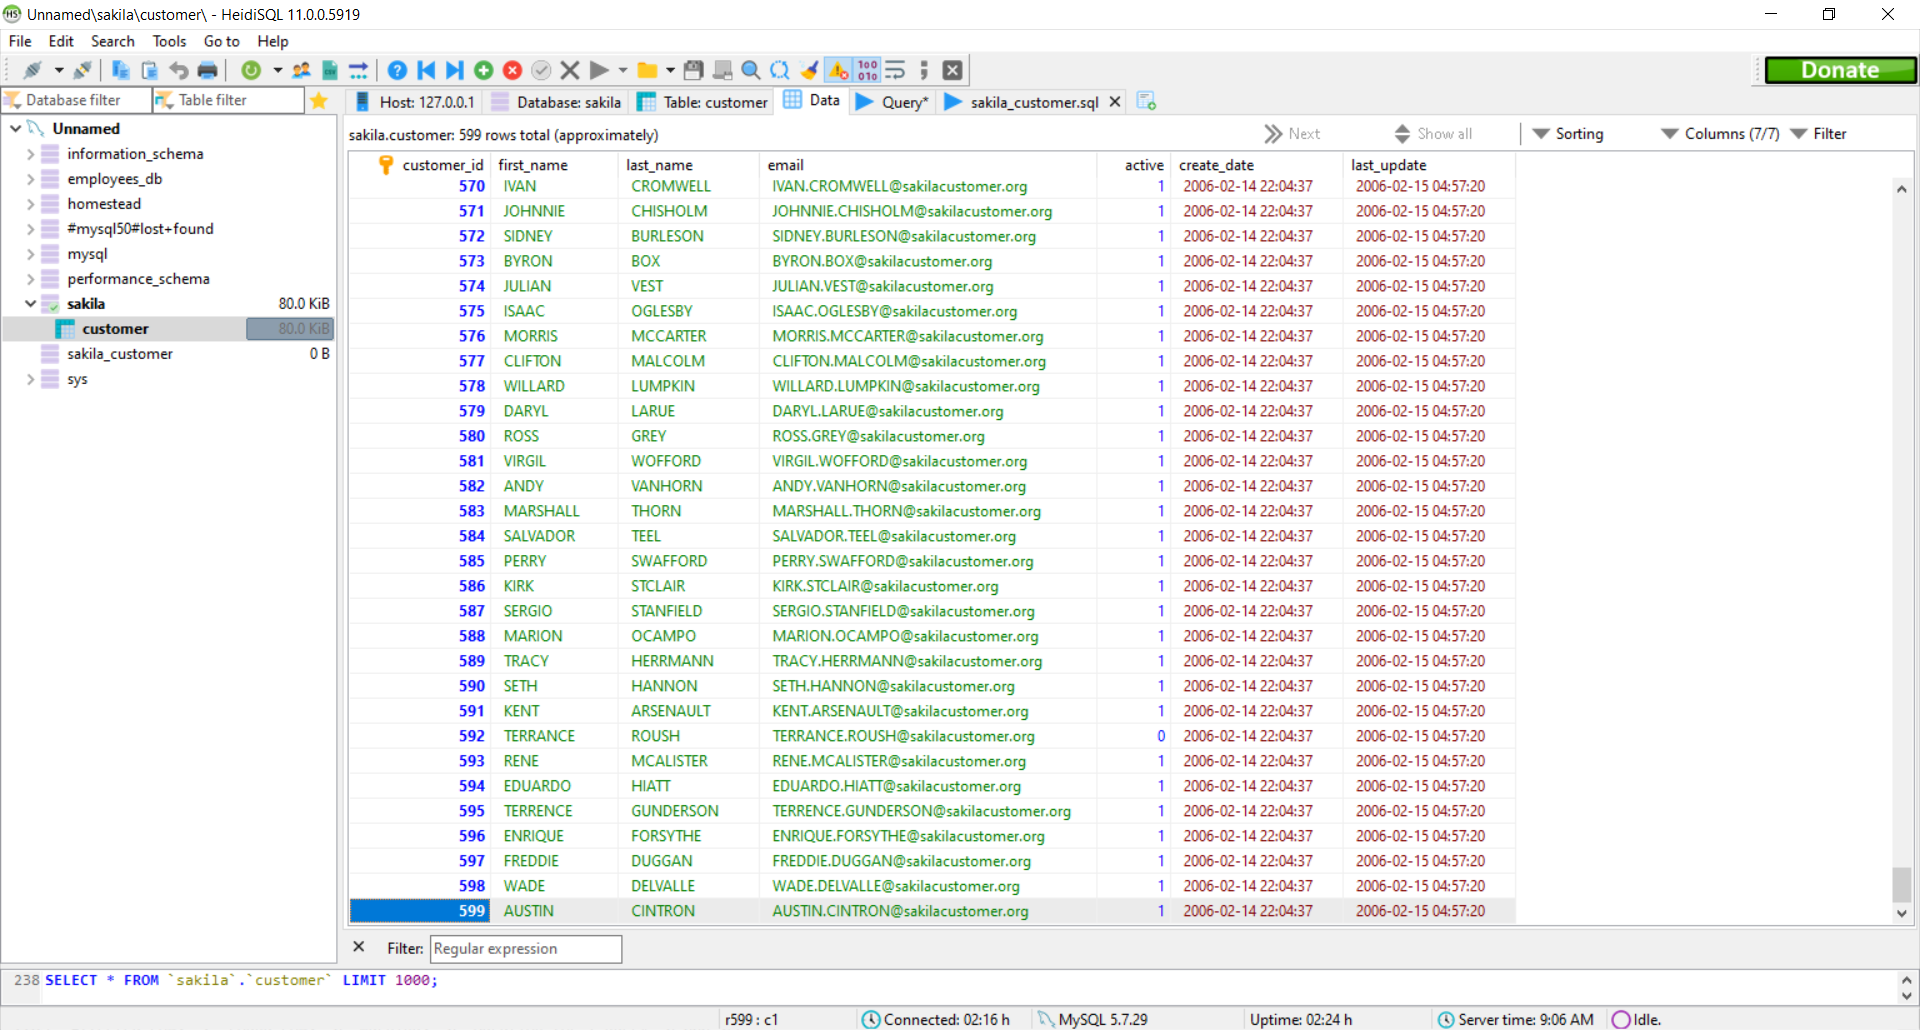 Unnamed\sakila\customer\ - HeidiSQL 11.0.0.5919
File Edit Search Tools Go to Help
Donate
Database filter Table filter Host: 127.0.0.1 Database: sakila Table: customer Data Query* sakila_customer.sql
Unnamed
information_schema
employees_db
homestead
#mysql50#lost+found
mysql
performance_schema
sakila 80.0 KiB
customer 80.0 KiB
sakila_customer 0 B
sys
sakila.customer: 599 rows total (approximately) Next Show all Sorting Columns (7/7) Filter
customer_id first_name last_name email active create_date last_update
570 IVAN CROMWELL IVAN.CROMWELL@sakilacustomer.org 1 2006-02-14 22:04:37 2006-02-15 04:57:20
571 JOHNNIE CHISHOLM JOHNNIE.CHISHOLM@sakilacustomer.org 1 2006-02-14 22:04:37 2006-02-15 04:57:20
572 SIDNEY BURLESON SIDNEY.BURLESON@sakilacustomer.org 1 2006-02-14 22:04:37 2006-02-15 04:57:20
573 BYRON BOX BYRON.BOX@sakilacustomer.org 1 2006-02-14 22:04:37 2006-02-15 04:57:20
574 JULIAN VEST JULIAN.VEST@sakilacustomer.org 1 2006-02-14 22:04:37 2006-02-15 04:57:20
575 ISAAC OGLESBY ISAAC.OGLESBY@sakilacustomer.org 1 2006-02-14 22:04:37 2006-02-15 04:57:20
576 MORRIS MCCARTER MORRIS.MCCARTER@sakilacustomer.org 1 2006-02-14 22:04:37 2006-02-15 04:57:20
577 CLIFTON MALCOLM CLIFTON.MALCOLM@sakilacustomer.org 1 2006-02-14 22:04:37 2006-02-15 04:57:20
578 WILLARD LUMPKIN WILLARD.LUMPKIN@sakilacustomer.org 1 2006-02-14 22:04:37 2006-02-15 04:57:20
579 DARYL LARUE DARYL.LARUE@sakilacustomer.org 1 2006-02-14 22:04:37 2006-02-15 04:57:20
580 ROSS GREY ROSS.GREY@sakilacustomer.org 1 2006-02-14 22:04:37 2006-02-15 04:57:20
581 VIRGIL WOFFORD VIRGIL.WOFFORD@sakilacustomer.org 1 2006-02-14 22:04:37 2006-02-15 04:57:20
582 ANDY VANHORN ANDY.VANHORN@sakilacustomer.org 1 2006-02-14 22:04:37 2006-02-15 04:57:20
583 MARSHALL THORN MARSHALL.THORN@sakilacustomer.org 1 2006-02-14 22:04:37 2006-02-15 04:57:20
584 SALVADOR TEEL SALVADOR.TEEL@sakilacustomer.org 1 2006-02-14 22:04:37 2006-02-15 04:57:20
585 PERRY SWAFFORD PERRY.SWAFFORD@sakilacustomer.org 1 2006-02-14 22:04:37 2006-02-15 04:57:20
586 KIRK STCLAIR KIRK.STCLAIR@sakilacustomer.org 1 2006-02-14 22:04:37 2006-02-15 04:57:20
587 SERGIO STANFIELD SERGIO.STANFIELD@sakilacustomer.org 1 2006-02-14 22:04:37 2006-02-15 04:57:20
588 MARION OCAMPO MARION.OCAMPO@sakilacustomer.org 1 2006-02-14 22:04:37 2006-02-15 04:57:20
589 TRACY HERRMANN TRACY.HERRMANN@sakilacustomer.org 1 2006-02-14 22:04:37 2006-02-15 04:57:20
590 SETH HANNON SETH.HANNON@sakilacustomer.org 1 2006-02-14 22:04:37 2006-02-15 04:57:20
591 KENT ARSENAULT KENT.ARSENAULT@sakilacustomer.org 1 2006-02-14 22:04:37 2006-02-15 04:57:20
592 TERRANCE ROUSH TERRANCE.ROUSH@sakilacustomer.org 0 2006-02-14 22:04:37 2006-02-15 04:57:20
593 RENE MCALISTER RENE.MCALISTER@sakilacustomer.org 1 2006-02-14 22:04:37 2006-02-15 04:57:20
594 EDUARDO HIATT EDUARDO.HIATT@sakilacustomer.org 1 2006-02-14 22:04:37 2006-02-15 04:57:20
595 TERRENCE GUNDERSON TERRENCE.GUNDERSON@sakilacustomer.org 1 2006-02-14 22:04:37 2006-02-15 04:57:20
596 ENRIQUE FORSYTHE ENRIQUE.FORSYTHE@sakilacustomer.org 1 2006-02-14 22:04:37 2006-02-15 04:57:20
597 FREDDIE DUGGAN FREDDIE.DUGGAN@sakilacustomer.org 1 2006-02-14 22:04:37 2006-02-15 04:57:20
598 WADE DELVALLE WADE.DELVALLE@sakilacustomer.org 1 2006-02-14 22:04:37 2006-02-15 04:57:20
599 AUSTIN CINTRON AUSTIN.CINTRON@sakilacustomer.org 1 2006-02-14 22:04:37 2006-02-15 04:57:20
Filter: Regular expression
238 SELECT * FROM `sakila`.`customer` LIMIT 1000;
r599 : c1 Connected: 02:16 h MySQL 5.7.29 Uptime: 02:24 h Server time: 9:06 AM Idle.